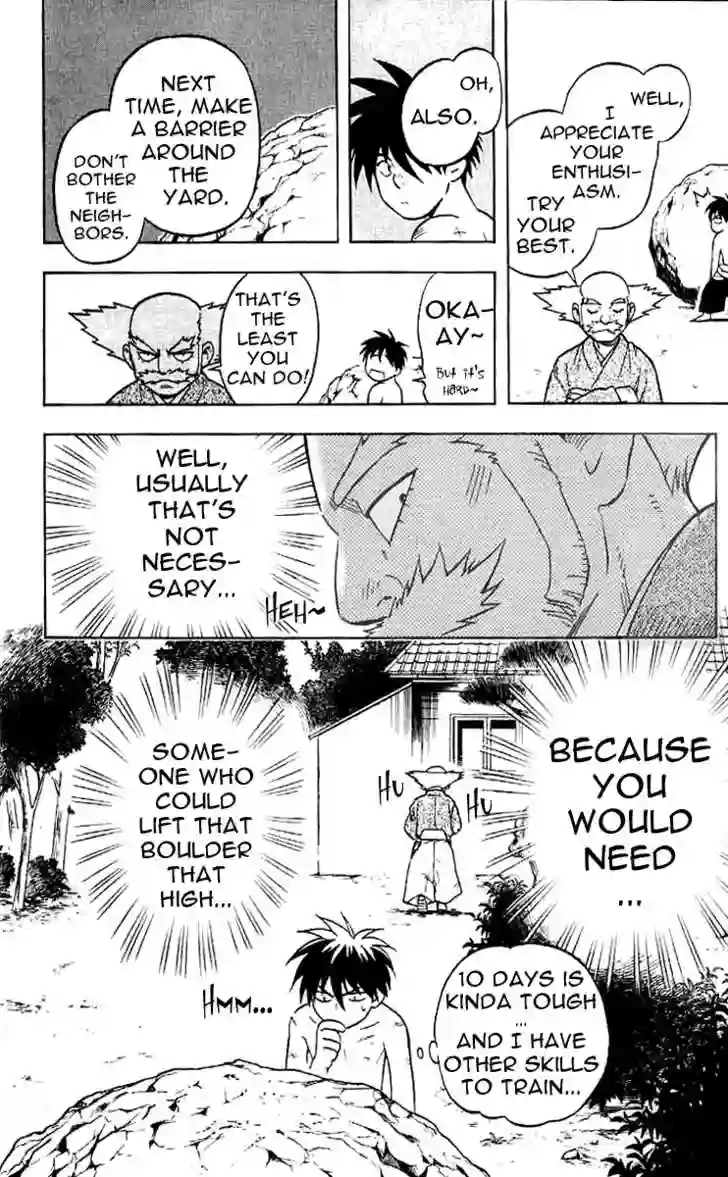 WELL,
I
APPRECIATE
YOUR
ENTHUSI-
ASM.
TRY
YOUR
BEST.
OH,
ALSO.
NEXT
TIME, MAKE
A BARRIER
AROUND
THE
YARD.
DON'T
BOTHER
THE
NEIGH-
BORS.
OKA-
AY~
But it's
HARD~
THAT'S
THE
LEAST
YOU
CAN DO!
WELL,
USUALLY
THAT'S
NOT
NECES-
SARY...
HEH~
BECAUSE
YOU
WOULD
NEED
...
HU
HU
SOME-
ONE WHO
COULD
LIFT THAT
BOULDER
THAT
HIGH...
HMM...
10 DAYS IS
KINDA TOUGH
...
AND I HAVE
OTHER SKILLS
TO TRAIN...